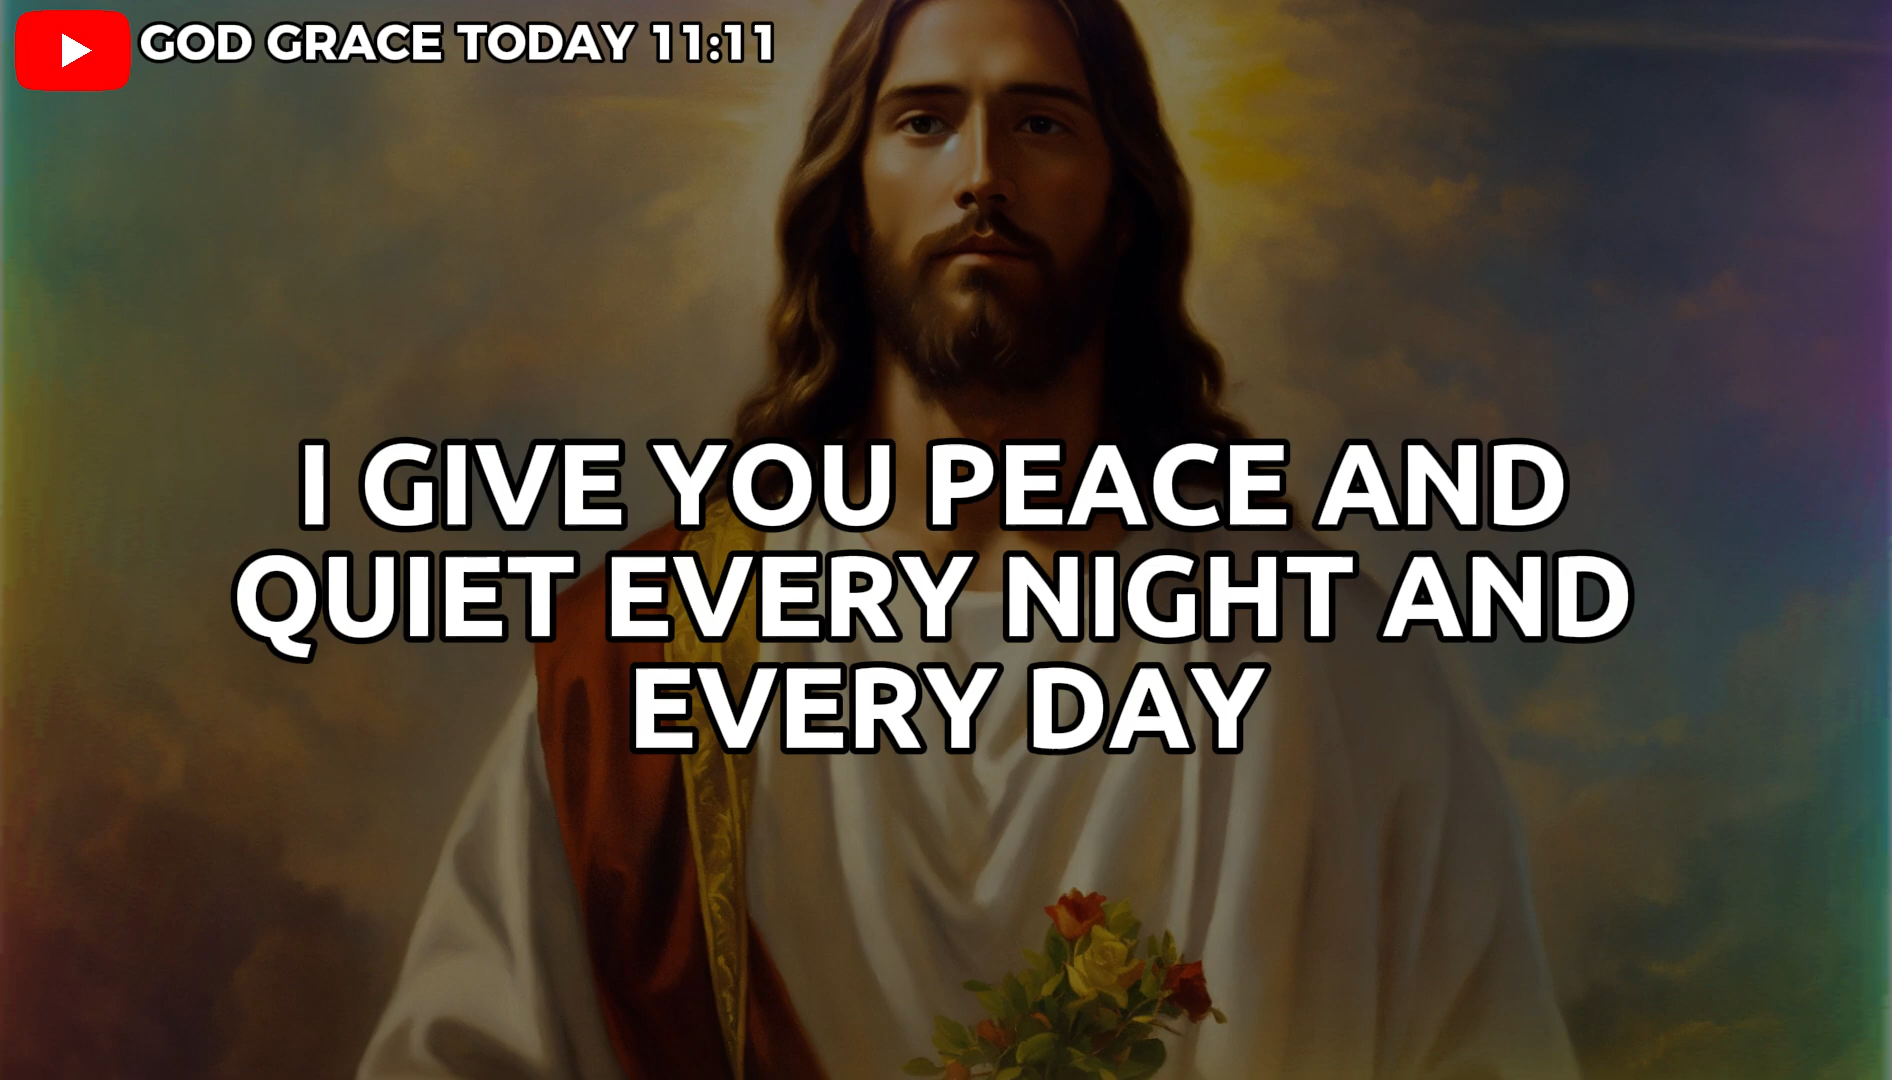 GOD GRACE TODAY 11:11
I GIVE YOU PEACE AND
QUIET EVERY NIGHT AND
EVERY DAY